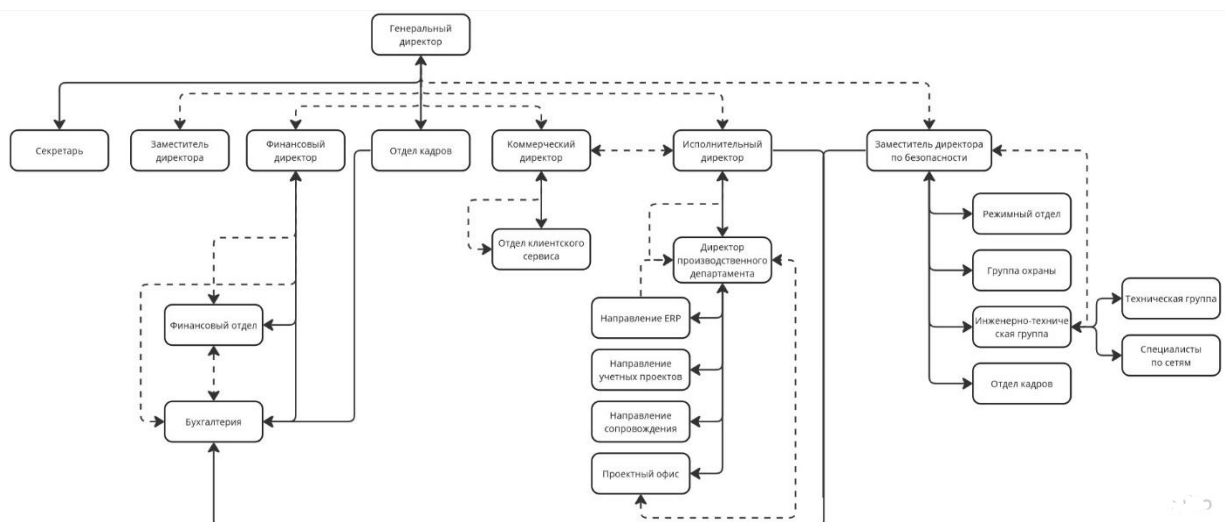 Генеральный
директор
Секретарь
Заместитель
директора
Финансовый
директор
Отдел кадров
Коммерческий
директор
Исполнительный
директор
Заместитель директора
по безопасности
Режимный отдел
Отдел клиентского
сервиса
Директор
производственного
департамента
Группа охраны
Финансовый отдел
Направление ERP
Инженерно-техниче
ская группа
Техническая группа
Направление
учетных проектов
Специалисты
по сетям
Отдел кадров
Бухгалтерия
Направление
сопровождения
Проектный офис